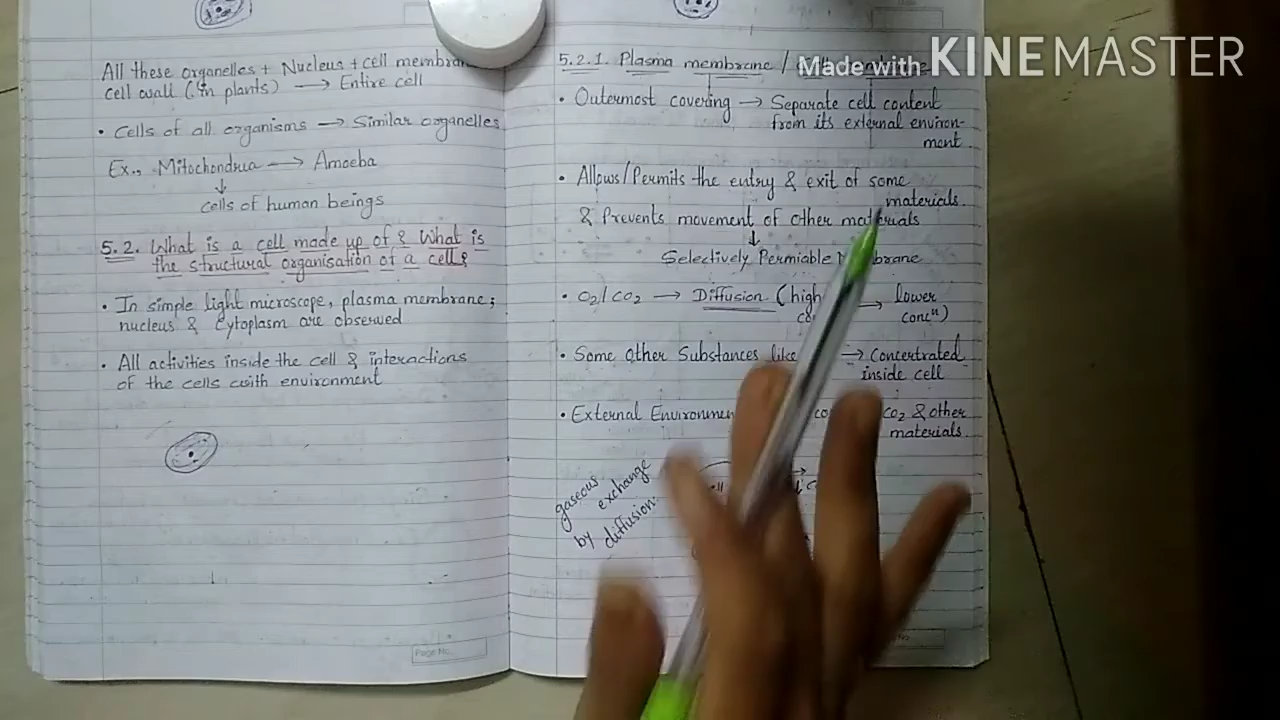 All these organelles + Nucleus + cell membran
cell wall (in plants) → Entire cell
• Cells of all organisms → Similar organelles
Ex., Mitochondria → Amoeba
↓
cells of human beings
5.2. What is a cell made up of? What is
the structural organisation of a cell?
• In simple light microscope, plasma membrane,
nucleus & Cytoplasm are observed
• All activities inside the cell & interactions
of the cells with environment
Page No.
Made with KINEMASTER
5.2.1. Plasma membrane /
• Outermost covering → Separate cell content
from its external environ-
ment.
• Allows/Permits the entry & exit of some
materials.
& Prevents movement of other materials
↓
Selectively Permiable Membrane
• O2/CO2 → Diffusion (high → lower
concⁿ)
• Some Other Substances like → Concentrated
inside cell
• External Environmen CO2 & other
materials.
gaseous
exchange
by diffusion: